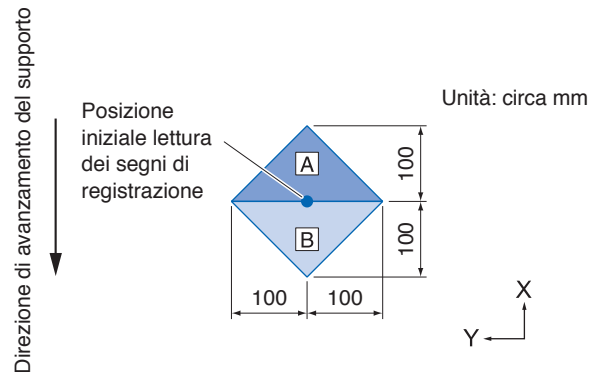 Direzione di avanzamento del supporto
Posizione
iniziale lettura
dei segni di
registrazione
Unità: circa mm
A
B
100
100
100
100
X
Y